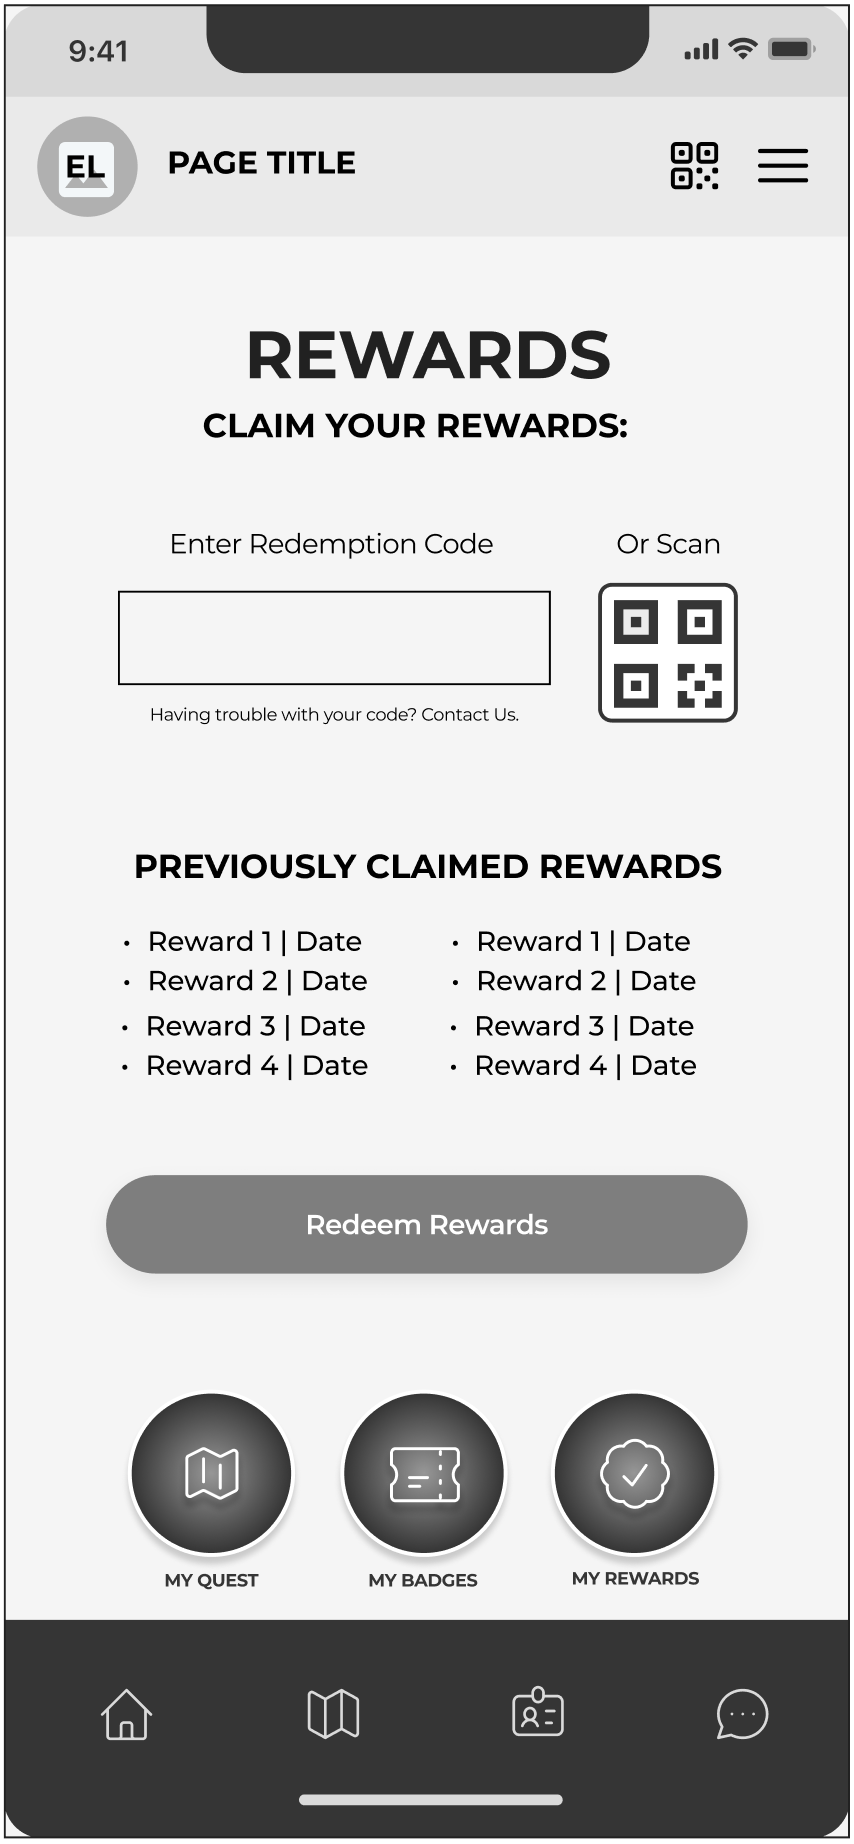 9:41
EL
PAGE TITLE
REWARDS
CLAIM YOUR REWARDS:
Enter Redemption Code
Or Scan
Having trouble with your code? Contact Us.
PREVIOUSLY CLAIMED REWARDS
• Reward 1 | Date
• Reward 2 | Date
• Reward 3 | Date
• Reward 4 | Date
• Reward 1 | Date
• Reward 2 | Date
• Reward 3 | Date
• Reward 4 | Date
Redeem Rewards
MY QUEST
MY BADGES
MY REWARDS